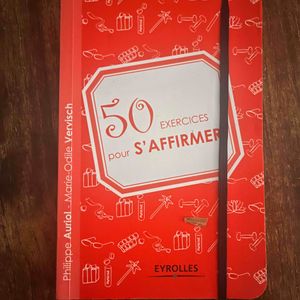 50 EXERCICES
pour S'AFFIRMER
EYROLLES
Philippe Auriol - Marie-Odile Vervisch